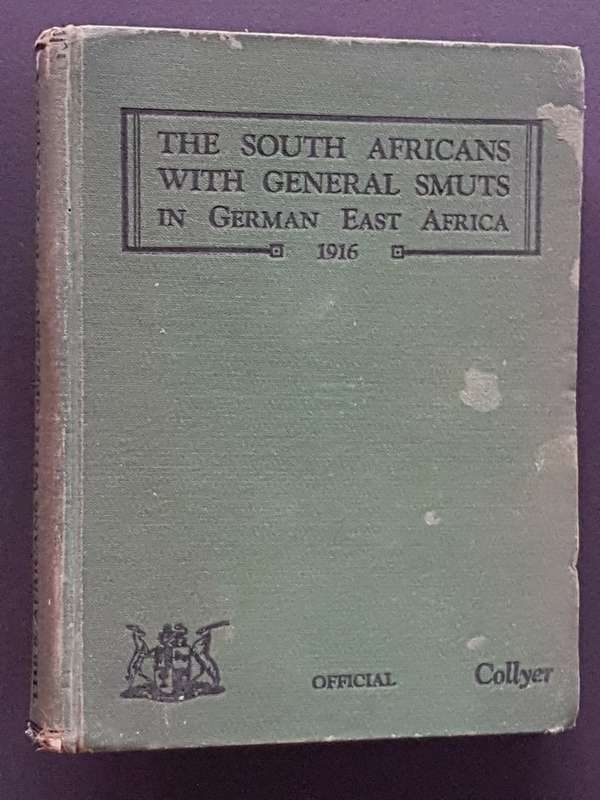 THE SOUTH AFRICANS
WITH GENERAL SMUTS
IN GERMAN EAST AFRICA
1916
OFFICIAL
Collyer